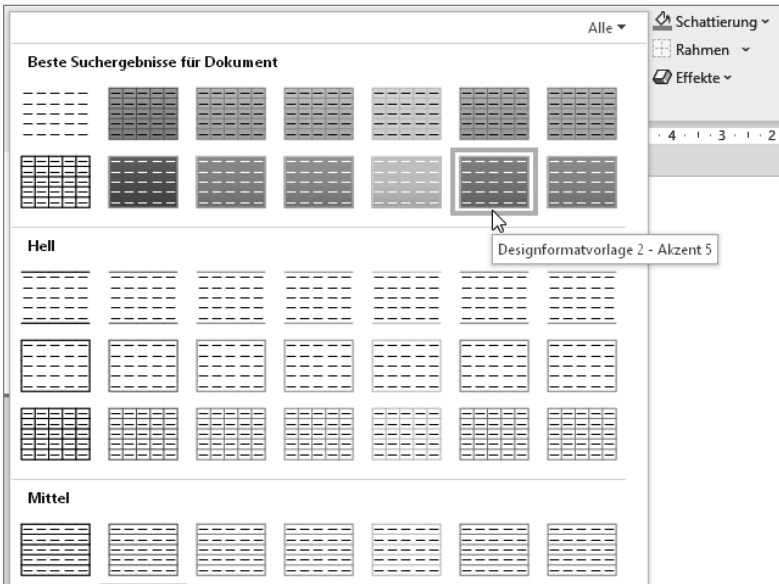 Alle
Schattierung
Beste Suchergebnisse für Dokument
Rahmen
Effekte
4 3 2
Hell
Designformatvorlage 2 - Akzent 5
Mittel